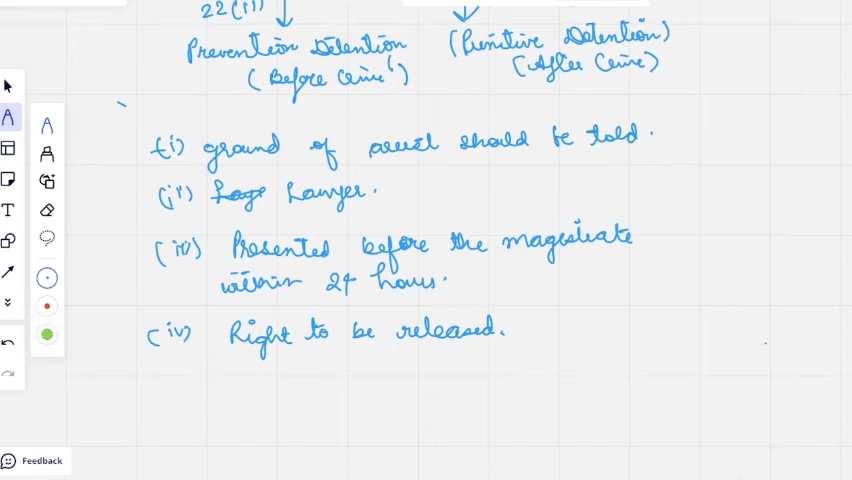 22(ii)
Prevention Detention (Punitive Detention)
(Before Crime) (After Crime)
(i) ground of arrest should be told.
(ii) Lawyer.
(iii) Presented before the magistrate
within 24 hours.
(iv) Right to be released.
Feedback